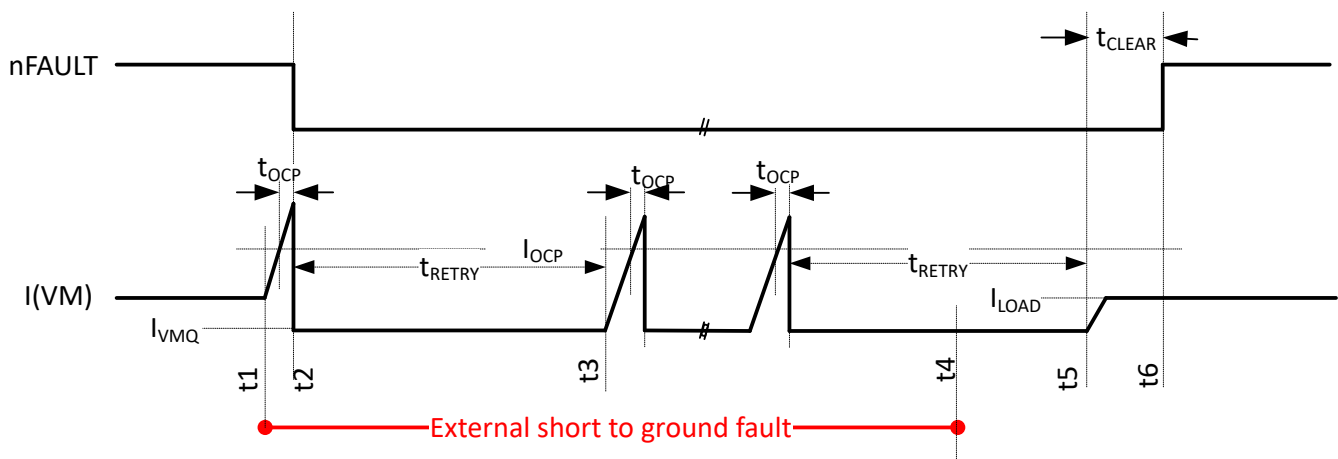 t_CLEAR
nFAULT
t_OCP
t_OCP
t_OCP
t_RETRY
I_OCP
t_RETRY
I(VM)
I_LOAD
I_VMQ
t1
t2
t3
t4
t5
t6
External short to ground fault